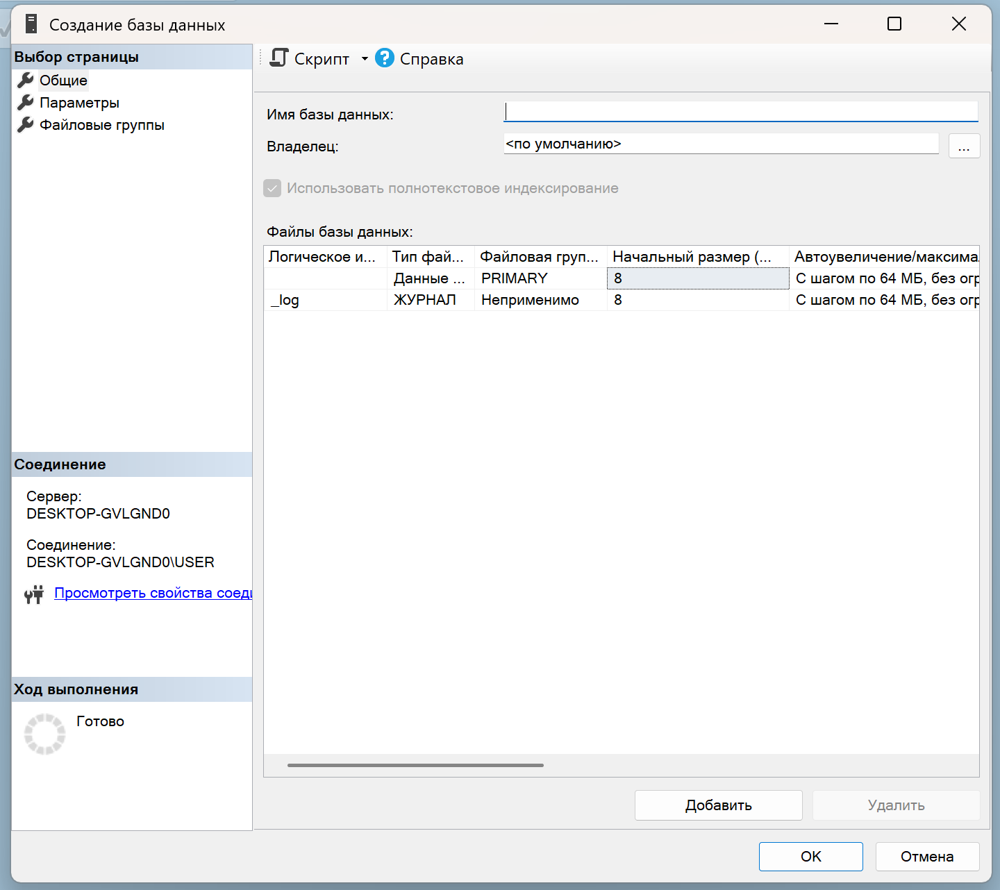 Создание базы данных
Выбор страницы
Общие
Параметры
Файловые группы
Скрипт
Справка
Имя базы данных:
Владелец:
<по умолчанию>
...
Использовать полнотекстовое индексирование
Файлы базы данных:
Логическое и... Тип фай... Файловая груп... Начальный размер (... Автоувеличение/максима
Данные ... PRIMARY 8 С шагом по 64 МБ, без огр
_log ЖУРНАЛ Неприменимо 8 С шагом по 64 МБ, без огр
Соединение
Сервер:
DESKTOP-GVLGND0
Соединение:
DESKTOP-GVLGND0\USER
Просмотреть свойства соеди
Ход выполнения
Готово
Добавить
Удалить
OK
Отмена